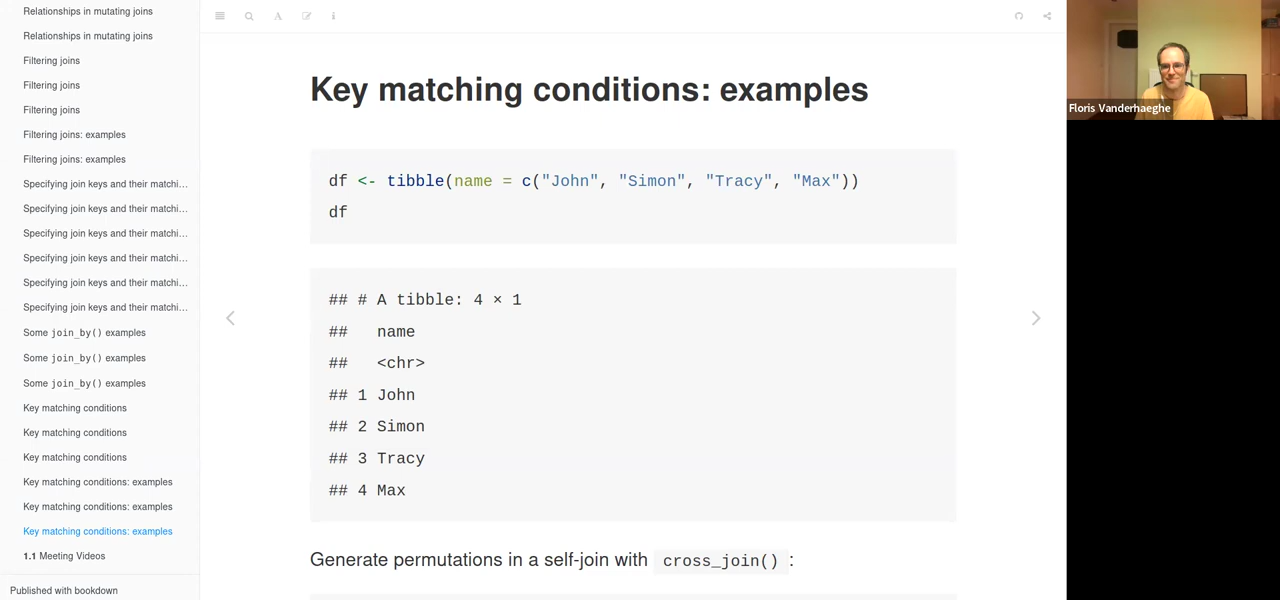 Relationships in mutating joins
Relationships in mutating joins
Filtering joins
Filtering joins
Filtering joins
Filtering joins: examples
Filtering joins: examples
Specifying join keys and their matchi...
Specifying join keys and their matchi...
Specifying join keys and their matchi...
Specifying join keys and their matchi...
Specifying join keys and their matchi...
Specifying join keys and their matchi...
Some join_by() examples
Some join_by() examples
Some join_by() examples
Key matching conditions
Key matching conditions
Key matching conditions
Key matching conditions: examples
Key matching conditions: examples
Key matching conditions: examples
1.1 Meeting Videos
Published with bookdown
Key matching conditions: examples
df <- tibble(name = c("John", "Simon", "Tracy", "Max"))
df
## # A tibble: 4 × 1
##   name
##   <chr>
## 1 John
## 2 Simon
## 3 Tracy
## 4 Max
Generate permutations in a self-join with cross_join() :
Floris Vanderhaeghe